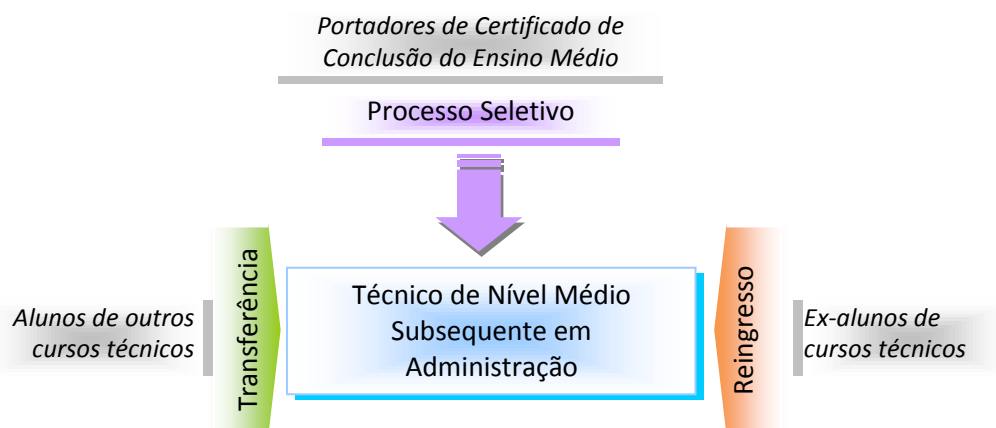 Portadores de Certificado de
Conclusão do Ensino Médio
Processo Seletivo
Transferência
Alunos de outros
cursos técnicos
Técnico de Nível Médio
Subsequente em
Administração
Reingresso
Ex-alunos de
cursos técnicos